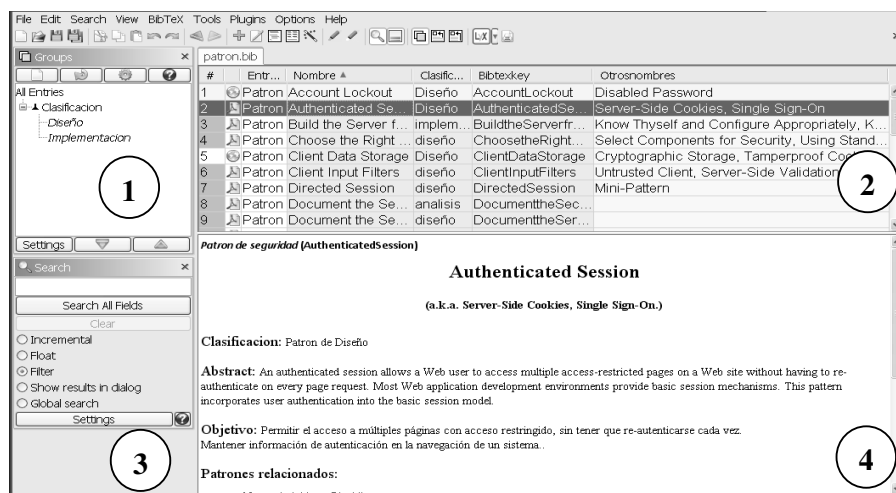 File Edit Search View BibTeX Tools Plugins Options Help
Groups
All Entries
Clasificacion
Diseño
Implementacion
1
Settings
Search
Search All Fields
Clear
Incremental
Float
Filter
Show results in dialog
Global search
Settings
3
patron.bib
# Entr... Nombre Clasific... Bibtexkey Otrosnombres
1 Patron Account Lockout Diseño AccountLockout Disabled Password
2 Patron Authenticated Se... Diseño AuthenticatedSe... Server-Side Cookies, Single Sign-On
3 Patron Build the Server f... implem... BuildtheServerfr... Know Thyself and Configure Appropriately, K...
4 Patron Choose the Right ... diseño ChoosetheRight... Select Components for Security, Using Stand...
5 Patron Client Data Storage Diseño ClientDataStorage Cryptographic Storage, Tamperproof
6 Patron Client Input Filters diseño ClientInputFilters Untrusted Client, Server-Side Validation
7 Patron Directed Session diseño DirectedSession Mini-Pattern
8 Patron Document the Se... analisis DocumenttheSec...
9 Patron Document the Se... diseño DocumenttheSer...
2
Patron de seguridad (AuthenticatedSession)
Authenticated Session
(a.k.a. Server-Side Cookies, Single Sign-On.)
Clasificacion: Patron de Diseño
Abstract: An authenticated session allows a Web user to access multiple access-restricted pages on a Web site without having to re-
authenticate on every page request. Most Web application development environments provide basic session mechanisms. This pattern
incorporates user authentication into the basic session model.
Objetivo: Permitir el acceso a múltiples páginas con acceso restringido, sin tener que re-autenticarse cada vez.
Mantener información de autenticación en la navegación de un sistema..
Patrones relacionados:
4